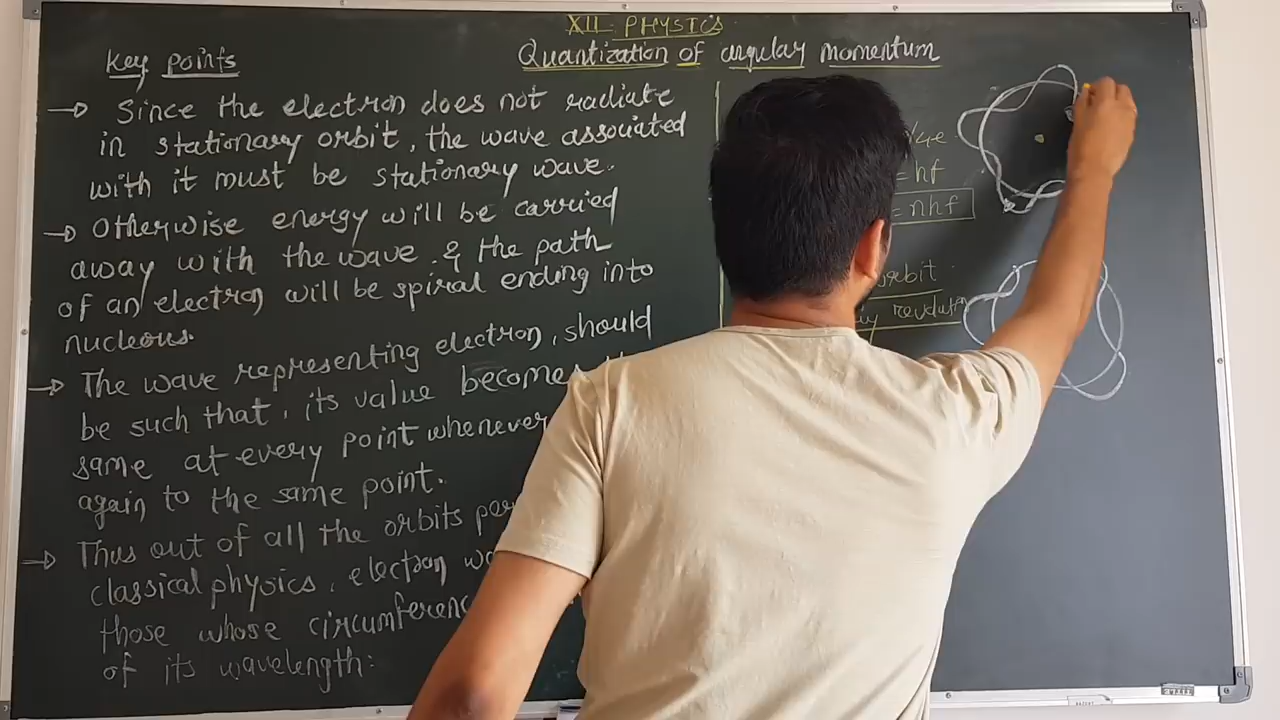 XII PHYSICS
Quantization of angular momentum
Key points
→ Since the electron does not radiate
in stationary orbit, the wave associated
with it must be stationary wave.
→ Otherwise energy will be carried
away with the wave & the path
of an electron will be spiral ending into
nucleous.
→ The wave representing electron, should
be such that, its value becomes
same at every point whenever
again to the same point.
→ Thus out of all the orbits
classical physics, electron
those whose
of its wavelength:
= hf
= nhf
orbit